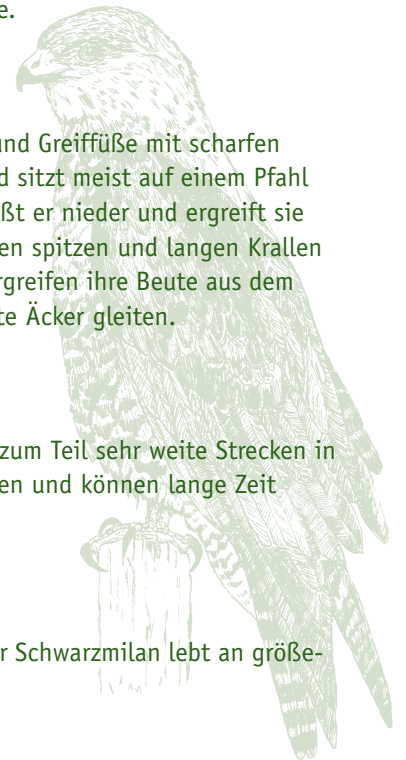 e.
und Greiffüße mit scharfen
d sitzt meist auf einem Pfahl
ßt er nieder und ergreift sie
en spitzen und langen Krallen
rgreifen ihre Beute aus dem
te Äcker gleiten.
zum Teil sehr weite Strecken in
en und können lange Zeit
r Schwarzmilan lebt an größe-